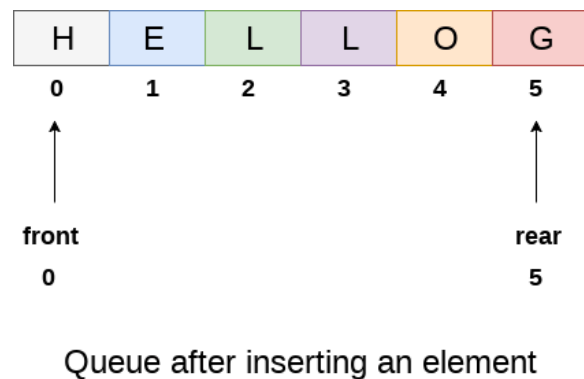 H E L L O G
0 1 2 3 4 5
front rear
0 5
Queue after inserting an element